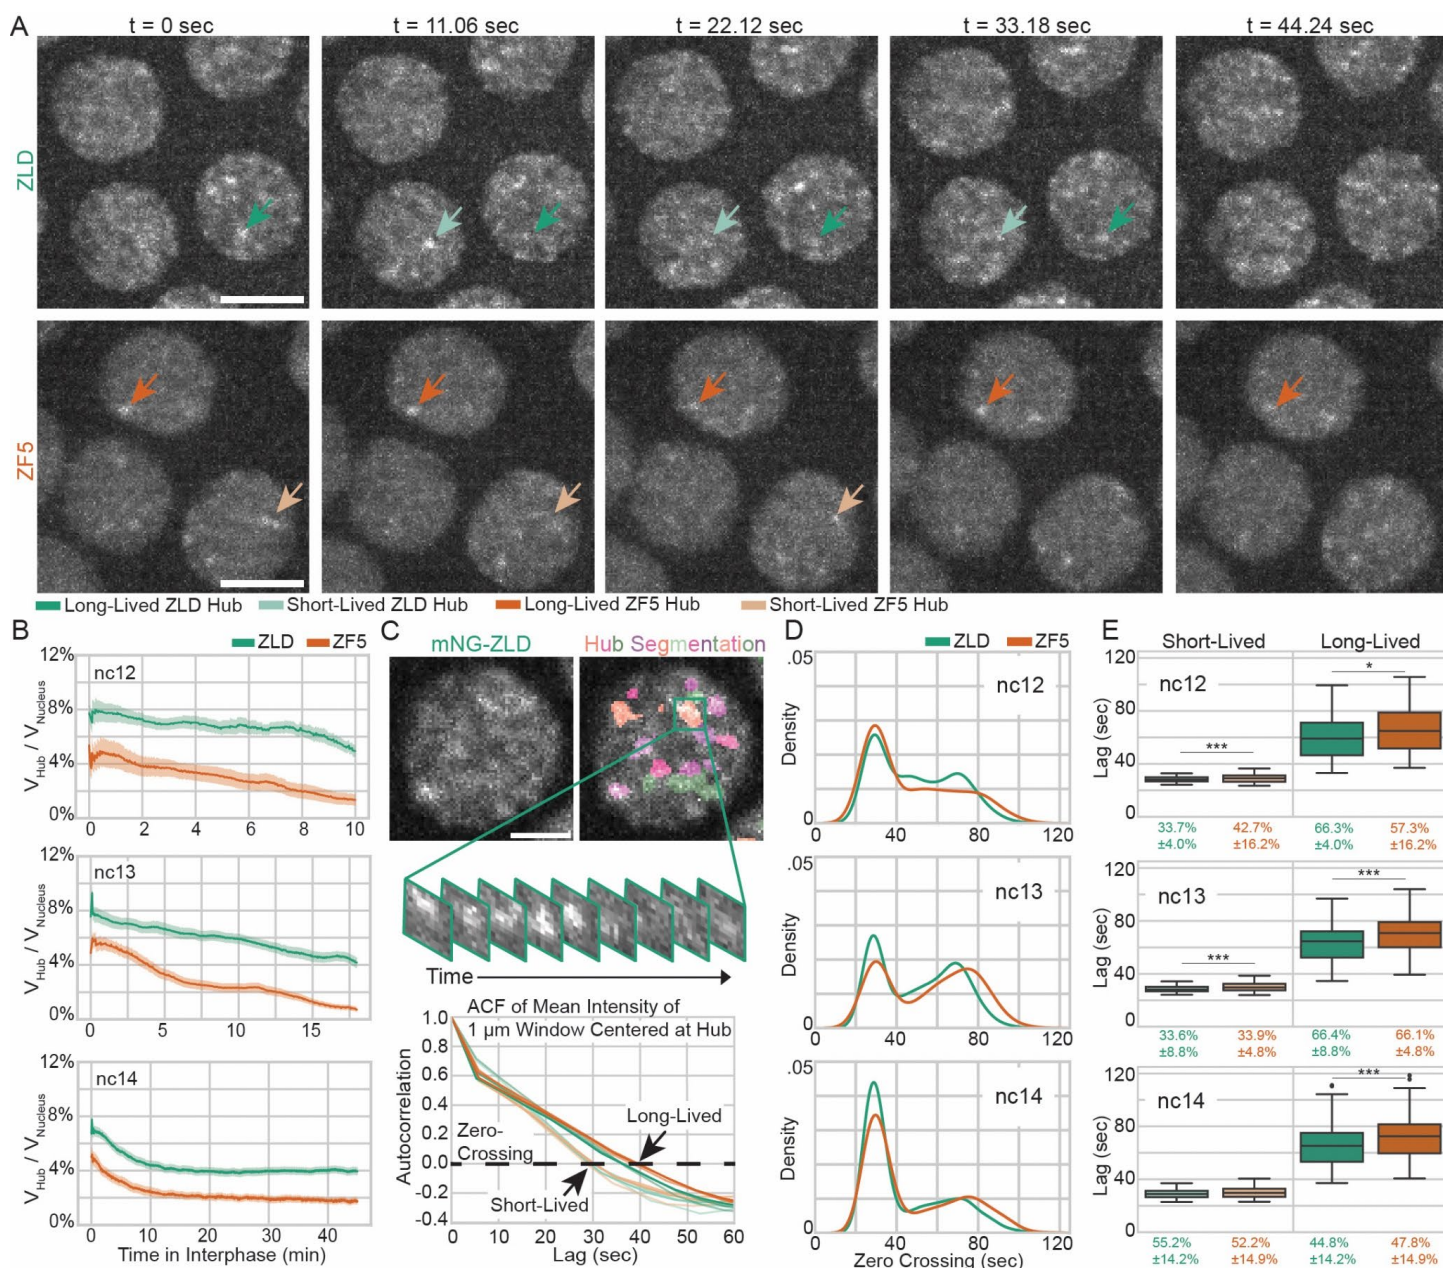 A
t = 0 sec
t = 11.06 sec
t = 22.12 sec
t = 33.18 sec
t = 44.24 sec
ZLD
ZF5
Long-Lived ZLD Hub
Short-Lived ZLD Hub
Long-Lived ZF5 Hub
Short-Lived ZF5 Hub
B
ZLD
ZF5
12%
8%
4%
0%
V_Hub / V_Nucleus
nc12
0 2 4 6 8 10
12%
8%
4%
0%
V_Hub / V_Nucleus
nc13
0 5 10 15
12%
8%
4%
0%
V_Hub / V_Nucleus
nc14
0 10 20 30 40
Time in Interphase (min)
C
mNG-ZLD
Hub Segmentation
Time
ACF of Mean Intensity of
1 µm Window Centered at Hub
1.0
0.8
0.6
0.4
0.2
0.0
-0.2
-0.4
Autocorrelation
Zero-
Crossing
Long-Lived
Short-Lived
0 10 20 30 40 50 60
Lag (sec)
D
ZLD
ZF5
.05
Density
nc12
0 40 80 120
.05
Density
nc13
0 40 80 120
.05
Density
nc14
0 40 80 120
Zero Crossing (sec)
E
Short-Lived
Long-Lived
120
80
40
0
Lag (sec)
nc12
***
*
33.7% 42.7% 66.3% 57.3%
±4.0% ±16.2% ±4.0% ±16.2%
120
80
40
0
Lag (sec)
nc13
***
***
33.6% 33.9% 66.4% 66.1%
±8.8% ±4.8% ±8.8% ±4.8%
120
80
40
0
Lag (sec)
nc14
***
55.2% 52.2% 44.8% 47.8%
±14.2% ±14.9% ±14.2% ±14.9%